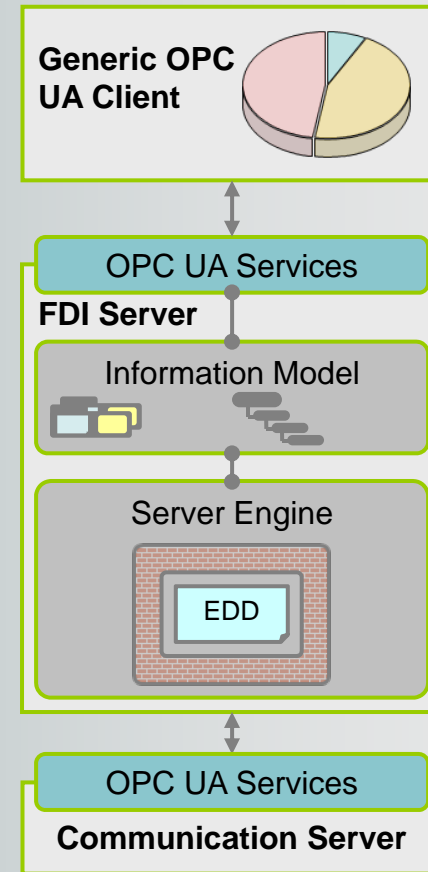 Generic OPC
UA Client
OPC UA Services
FDI Server
Information Model
Server Engine
EDD
OPC UA Services
Communication Server